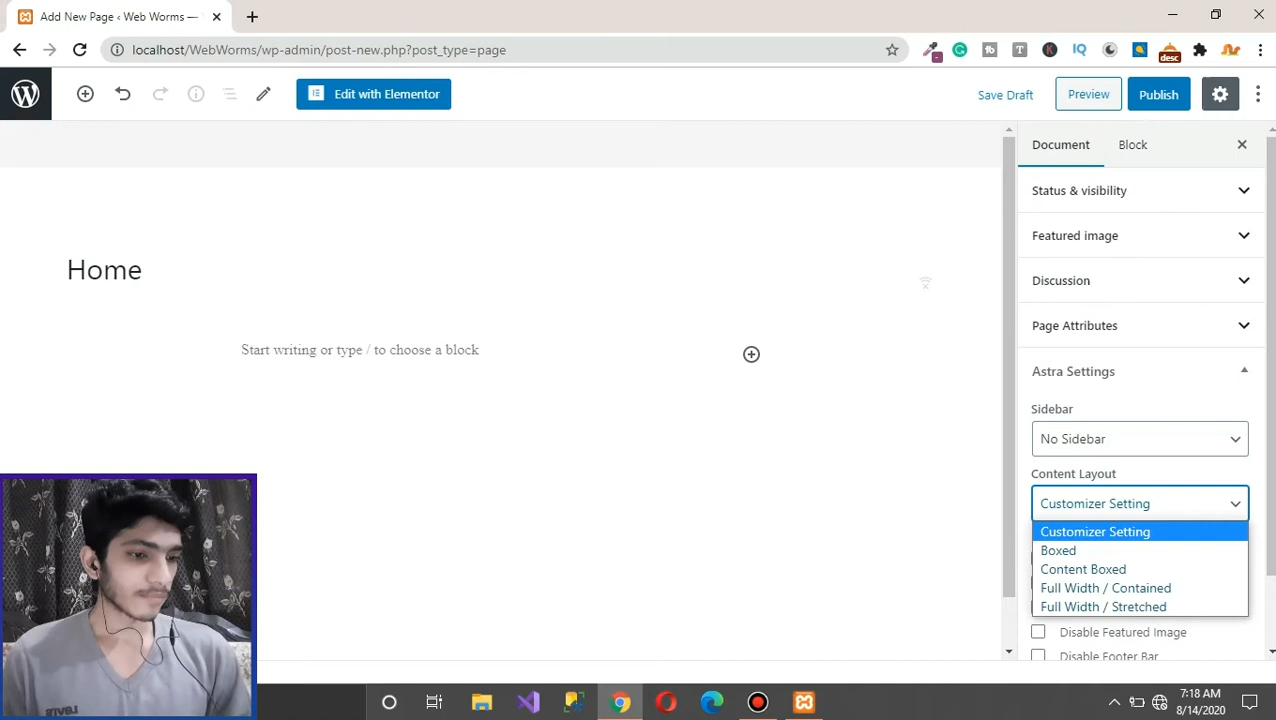 Add New Page ‹ Web Worms —
localhost/WebWorms/wp-admin/post-new.php?post_type=page
desc
Edit with Elementor
Save Draft
Preview
Publish
Document
Block
Status & visibility
Featured image
Home
Discussion
Start writing or type / to choose a block
Page Attributes
Astra Settings
Sidebar
No Sidebar
Content Layout
Customizer Setting
Customizer Setting
Boxed
Content Boxed
Full Width / Contained
Full Width / Stretched
Disable Featured Image
Disable Footer Bar
7:18 AM
8/14/2020